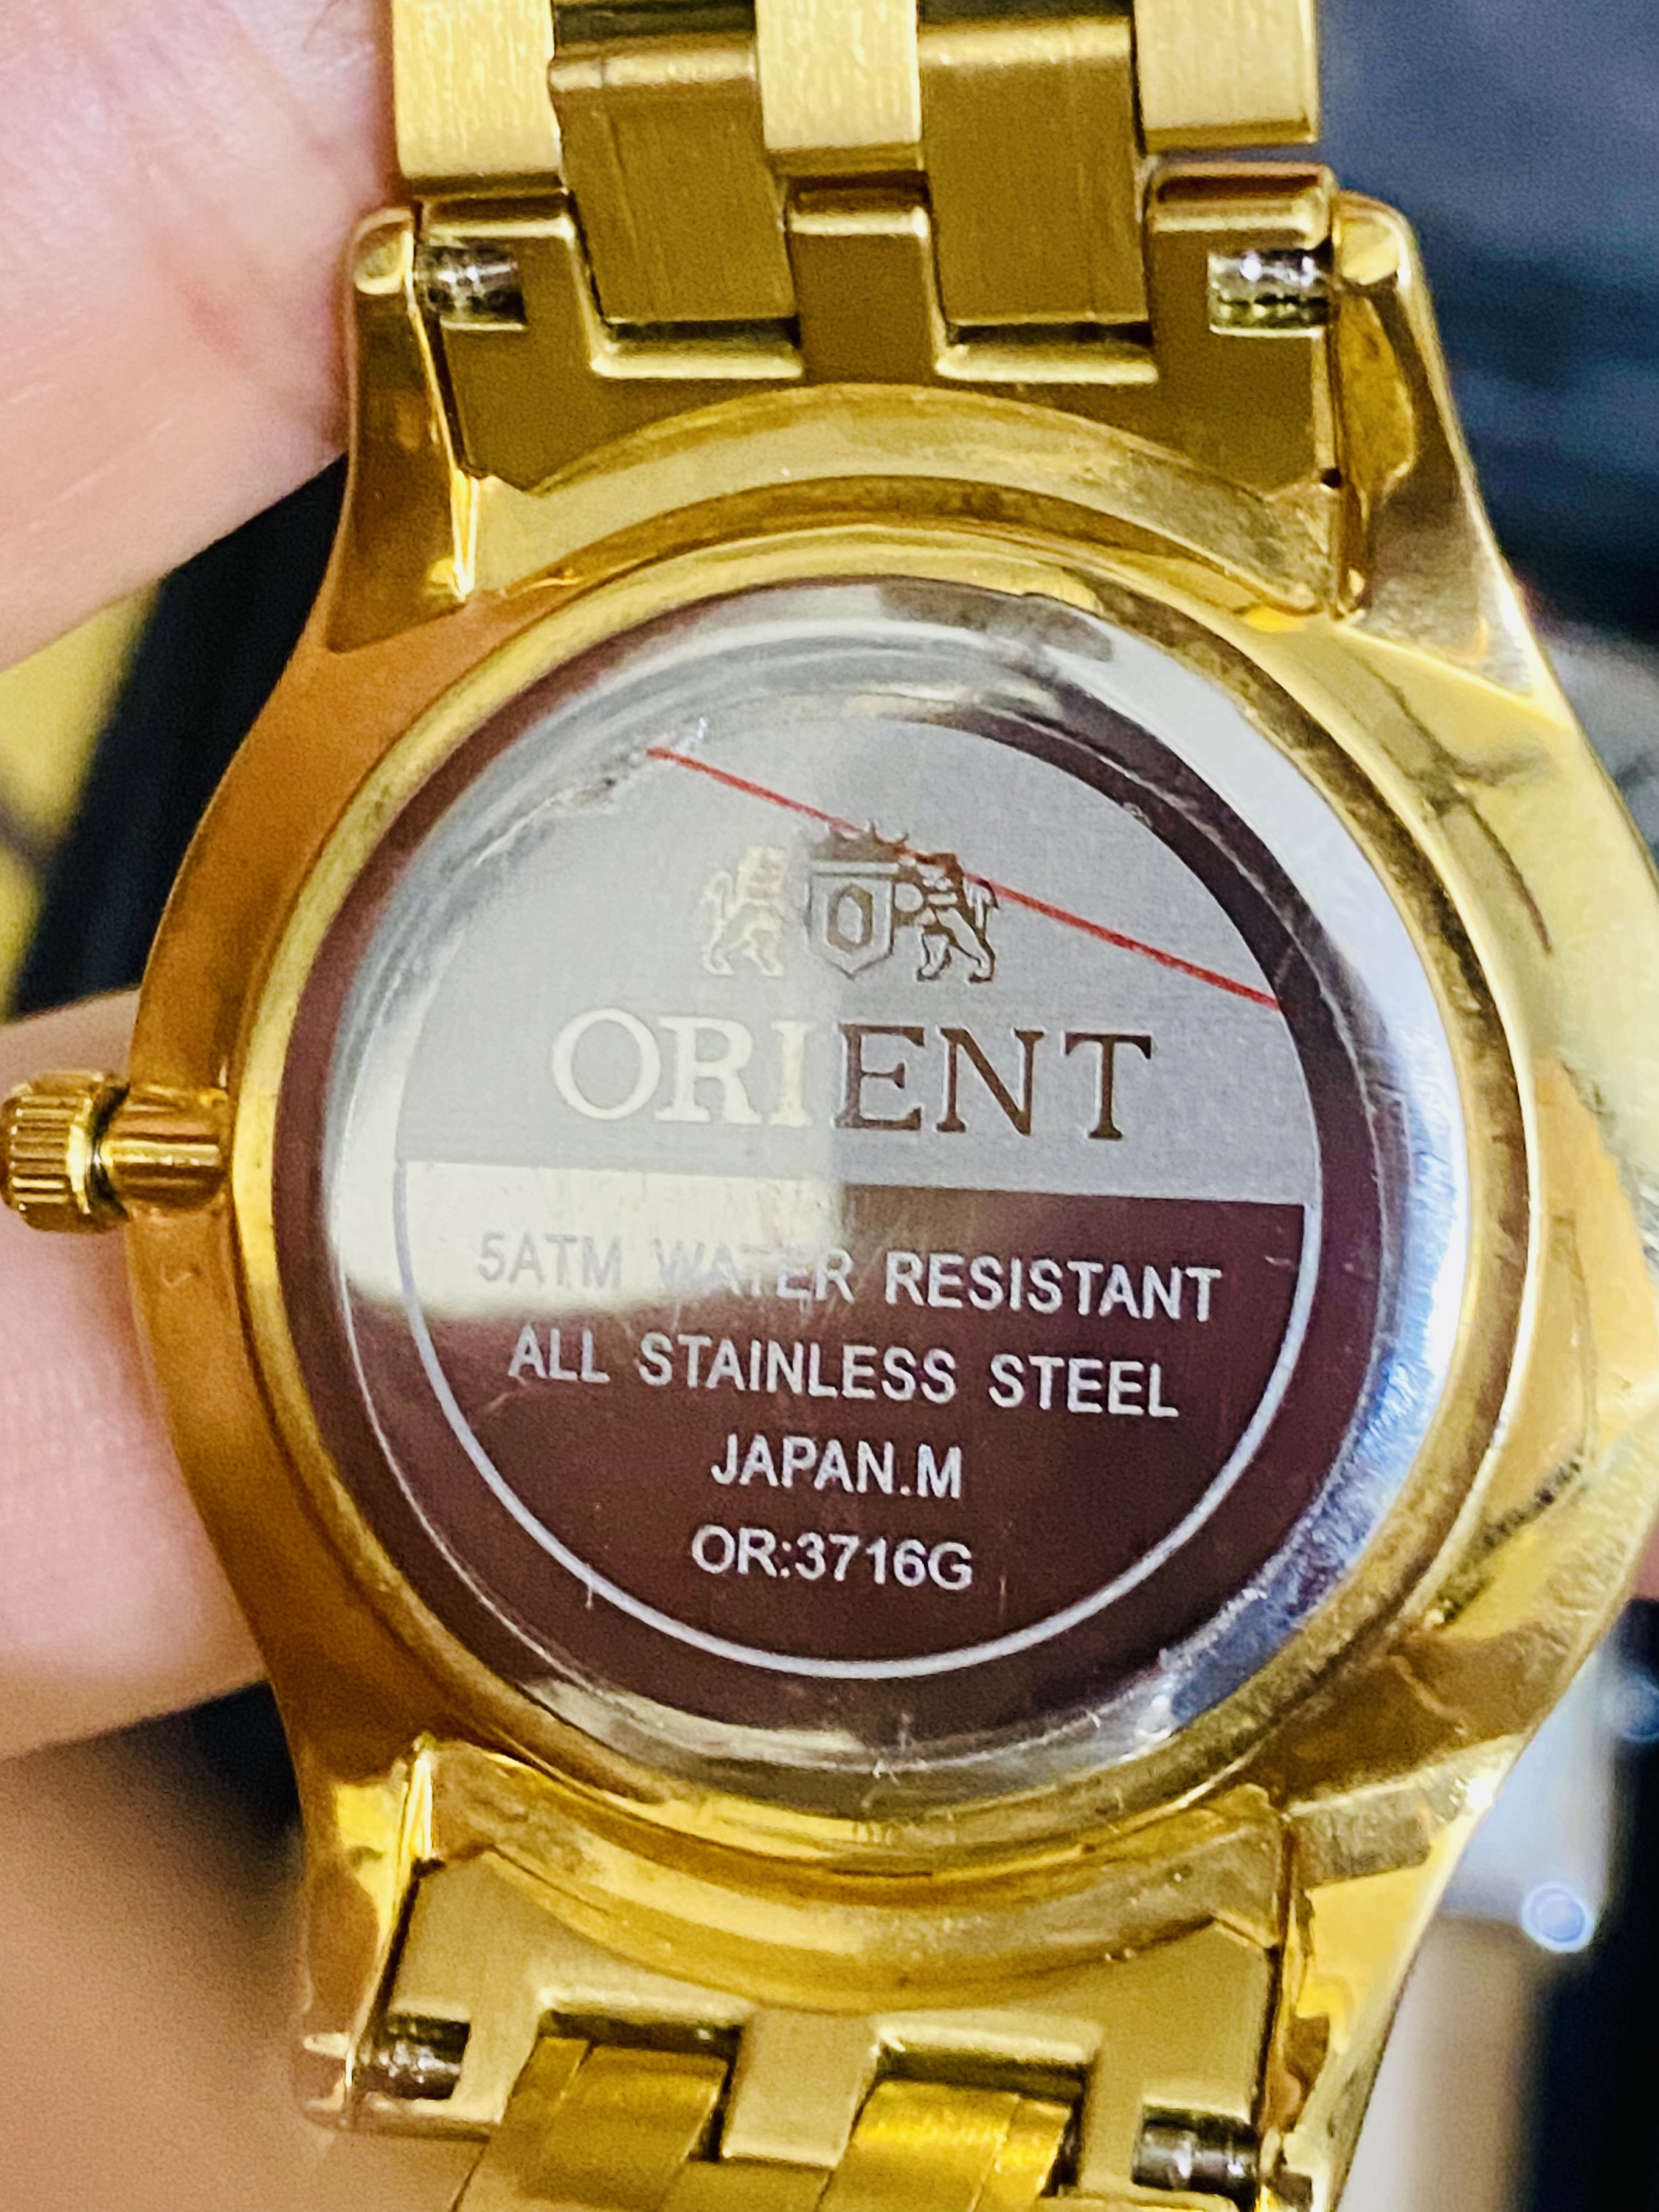 ORIENT
5ATM WATER RESISTANT
ALL STAINLESS STEEL
JAPAN.M
OR:3716G